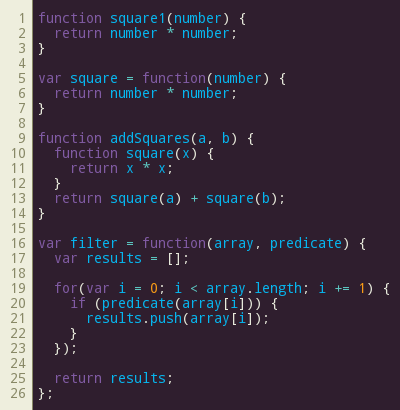 1 function square1(number) {
2   return number * number;
3 }
4
5 var square = function(number) {
6   return number * number;
7 }
8
9 function addSquares(a, b) {
10   function square(x) {
11     return x * x;
12   }
13   return square(a) + square(b);
14 }
15
16 var filter = function(array, predicate) {
17   var results = [];
18
19   for(var i = 0; i < array.length; i += 1) {
20     if (predicate(array[i])) {
21       results.push(array[i]);
22     }
23   });
24
25   return results;
26 };